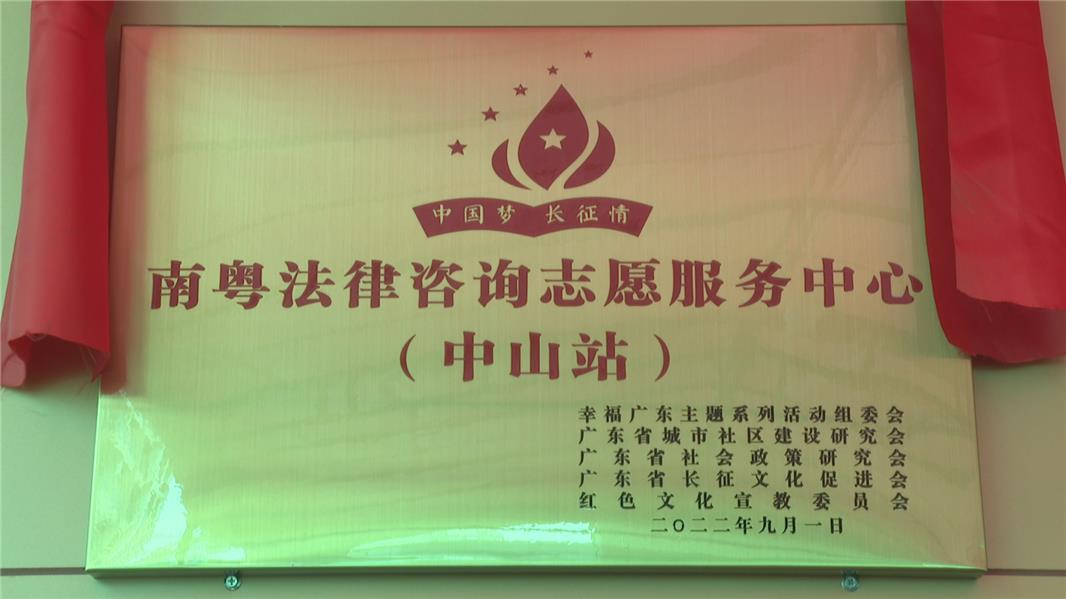 中国梦 长征情
南粤法律咨询志愿服务中心
（中山站）
幸福广东主题系列活动组委会
广东省城市社区建设研究会
广东省社会政策研究会
广东省长征文化促进会
红色文化宣教委员会
二〇二二年九月一日